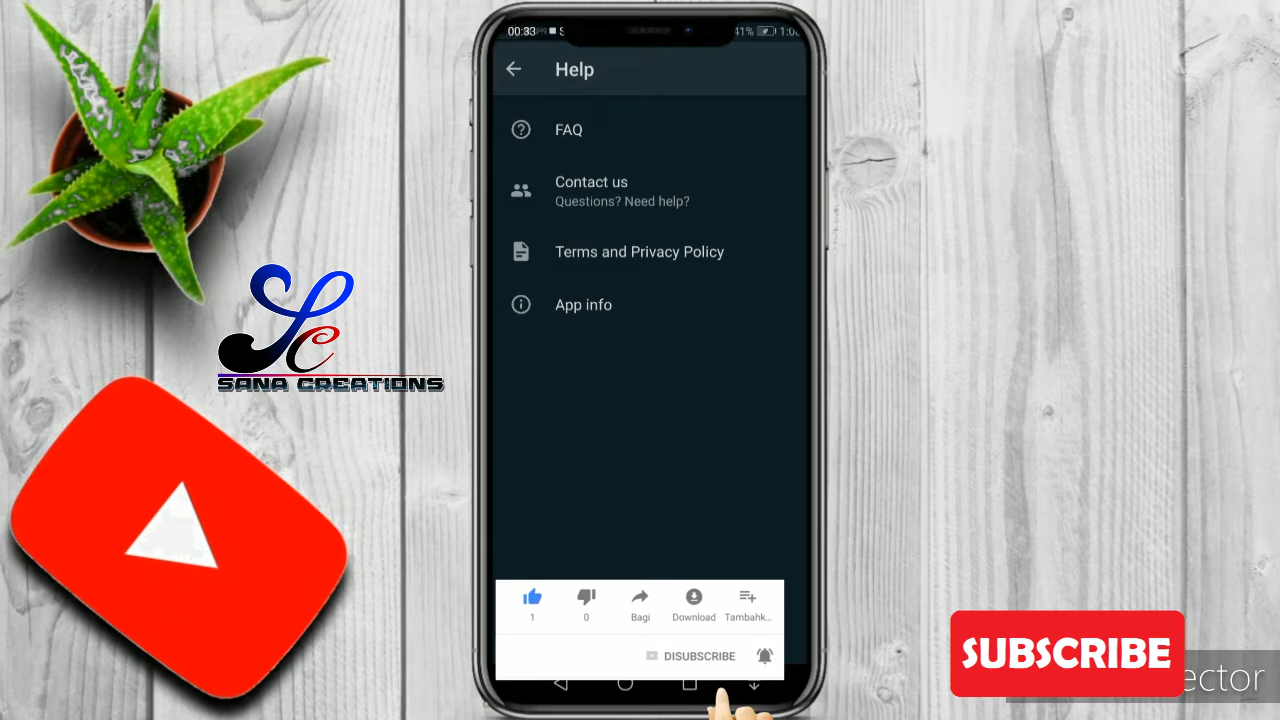 00:33
41%
Help
FAQ
Contact us
Questions? Need help?
Terms and Privacy Policy
App info
SC
SANA CREATIONS
1
0
Bagi
Download
Tambahk...
DISUBSCRIBE
SUBSCRIBE
ector